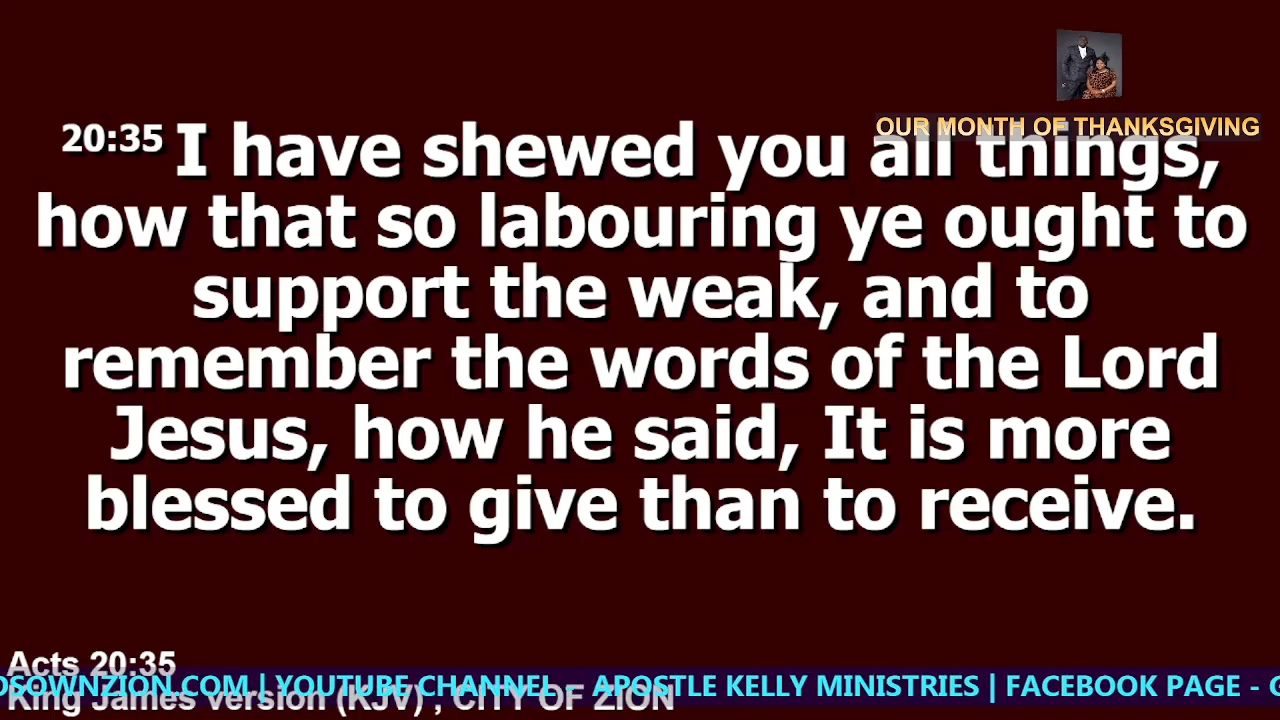 OUR MONTH OF THANKSGIVING
20:35 I have shewed you all things,
how that so labouring ye ought to
support the weak, and to
remember the words of the Lord
Jesus, how he said, It is more
blessed to give than to receive.
Acts 20:35
OWNZION.COM | YOUTUBE CHANNEL - APOSTLE KELLY MINISTRIES | FACEBOOK PAGE -
King James version (KJV) , CITY OF ZION